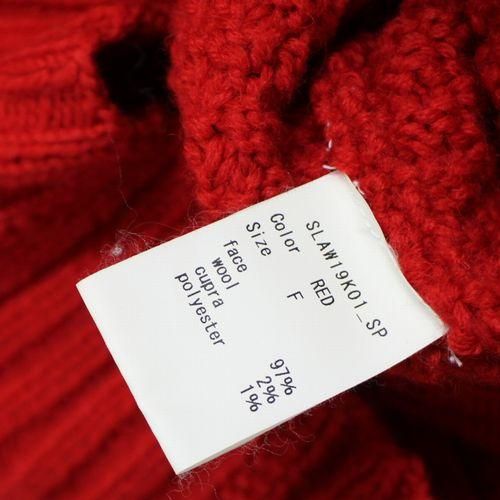 SLAW19K01_SP
Color RED
Size F
face
wool 97%
cupra 2%
polyester 1%